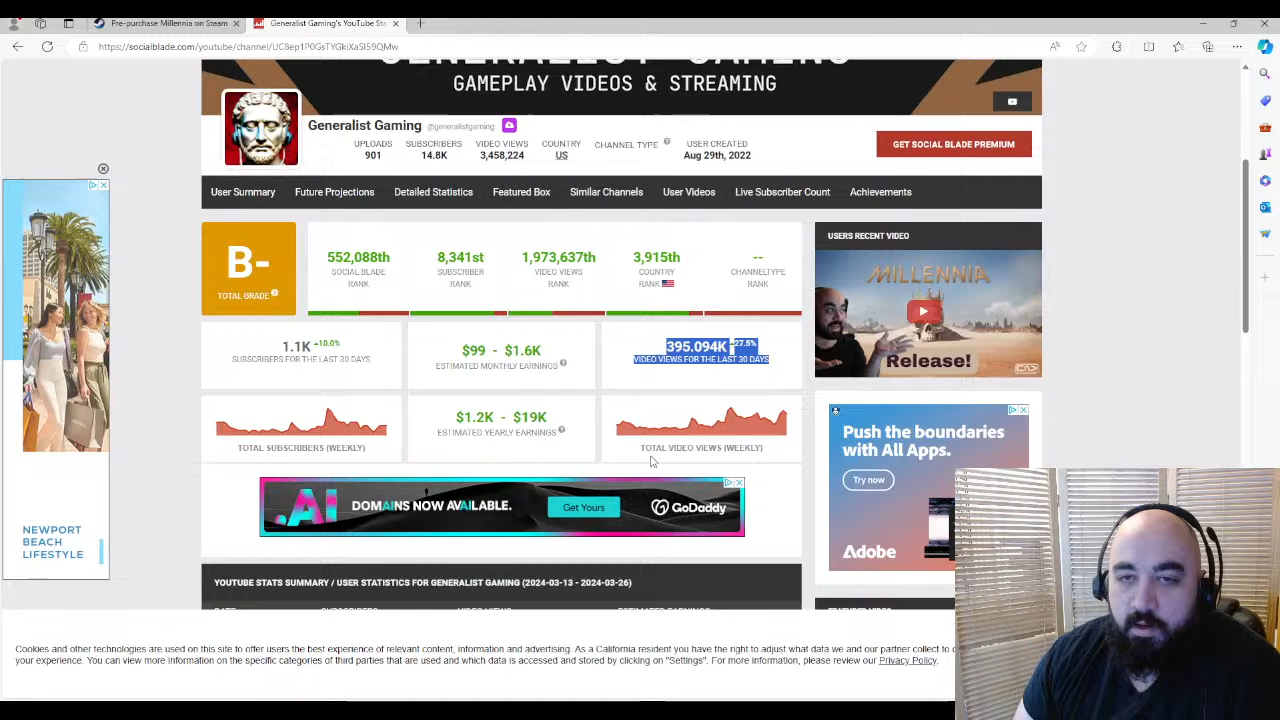 Pre-purchase Millennia on Steam
Generalist Gaming's YouTube Sta
https://socialblade.com/youtube/channel/UC8ep1P0GsTYGkiXaSI59QMw
GENERALIST GAMING
GAMEPLAY VIDEOS & STREAMING
Generalist Gaming @generalistgaming
UPLOADS SUBSCRIBERS VIDEO VIEWS COUNTRY CHANNEL TYPE USER CREATED
901 14.8K 3,458,224 US Aug 29th, 2022
GET SOCIAL BLADE PREMIUM
User Summary Future Projections Detailed Statistics Featured Box Similar Channels User Videos Live Subscriber Count Achievements
B-
TOTAL GRADE
552,088th
SOCIAL BLADE
RANK
8,341st
SUBSCRIBER
RANK
1,973,637th
VIDEO VIEWS
RANK
3,915th
COUNTRY
RANK
--
CHANNELTYPE
RANK
1.1K 10.0%
SUBSCRIBERS FOR THE LAST 30 DAYS
$99 - $1.6K
ESTIMATED MONTHLY EARNINGS
395.094K 27.5%
VIDEO VIEWS FOR THE LAST 30 DAYS
TOTAL SUBSCRIBERS (WEEKLY)
$1.2K - $19K
ESTIMATED YEARLY EARNINGS
TOTAL VIDEO VIEWS (WEEKLY)
USERS RECENT VIDEO
MILLENNIA
Release!
.AI DOMAINS NOW AVAILABLE.
Get Yours
GoDaddy
Push the boundaries
with All Apps.
Try now
Adobe
NEWPORT
BEACH
LIFESTYLE
YOUTUBE STATS SUMMARY / USER STATISTICS FOR GENERALIST GAMING (2024-03-13 - 2024-03-26)
DATE SUBSCRIBERS VIDEO VIEWS ESTIMATED EARNINGS
Cookies and other technologies are used on this site to offer users the best experience of relevant content, information and advertising. As a California resident you have the right to adjust what data we and our partner collect to
your experience. You can view more information on the specific categories of third parties that are used and which data is accessed and stored by clicking on "Settings". For more information, please review our Privacy Policy.